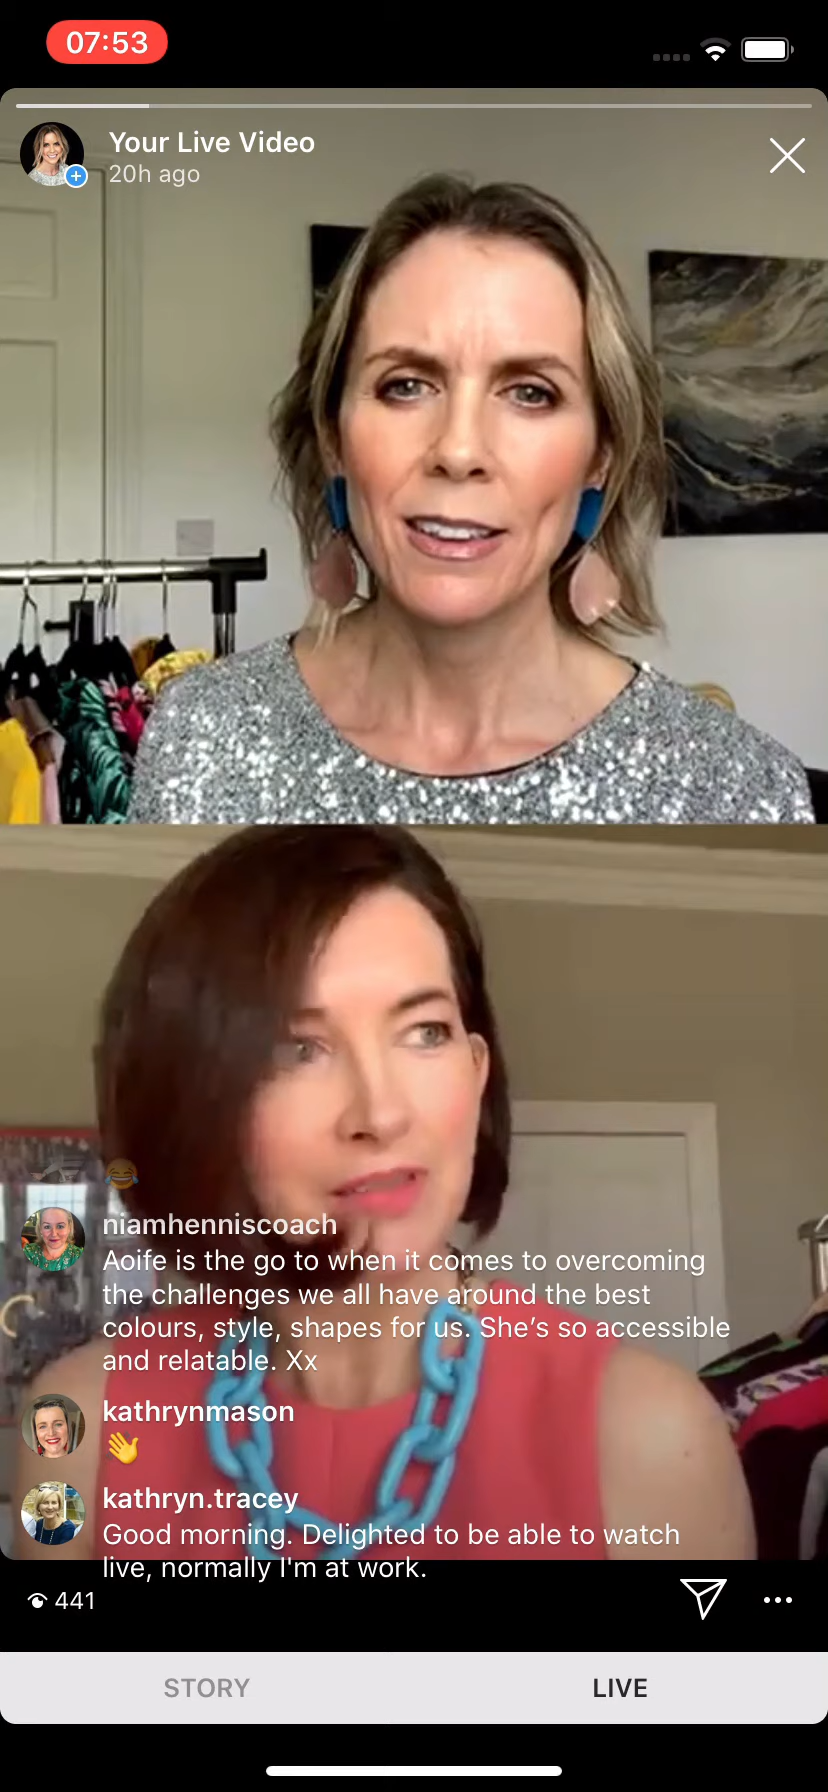 07:53
Your Live Video
20h ago
😂
niamhenniscoach
Aoife is the go to when it comes to overcoming
the challenges we all have around the best
colours, style, shapes for us. She's so accessible
and relatable. Xx
kathrynmason
👋
kathryn.tracey
Good morning. Delighted to be able to watch
live, normally I'm at work.
441
STORY
LIVE